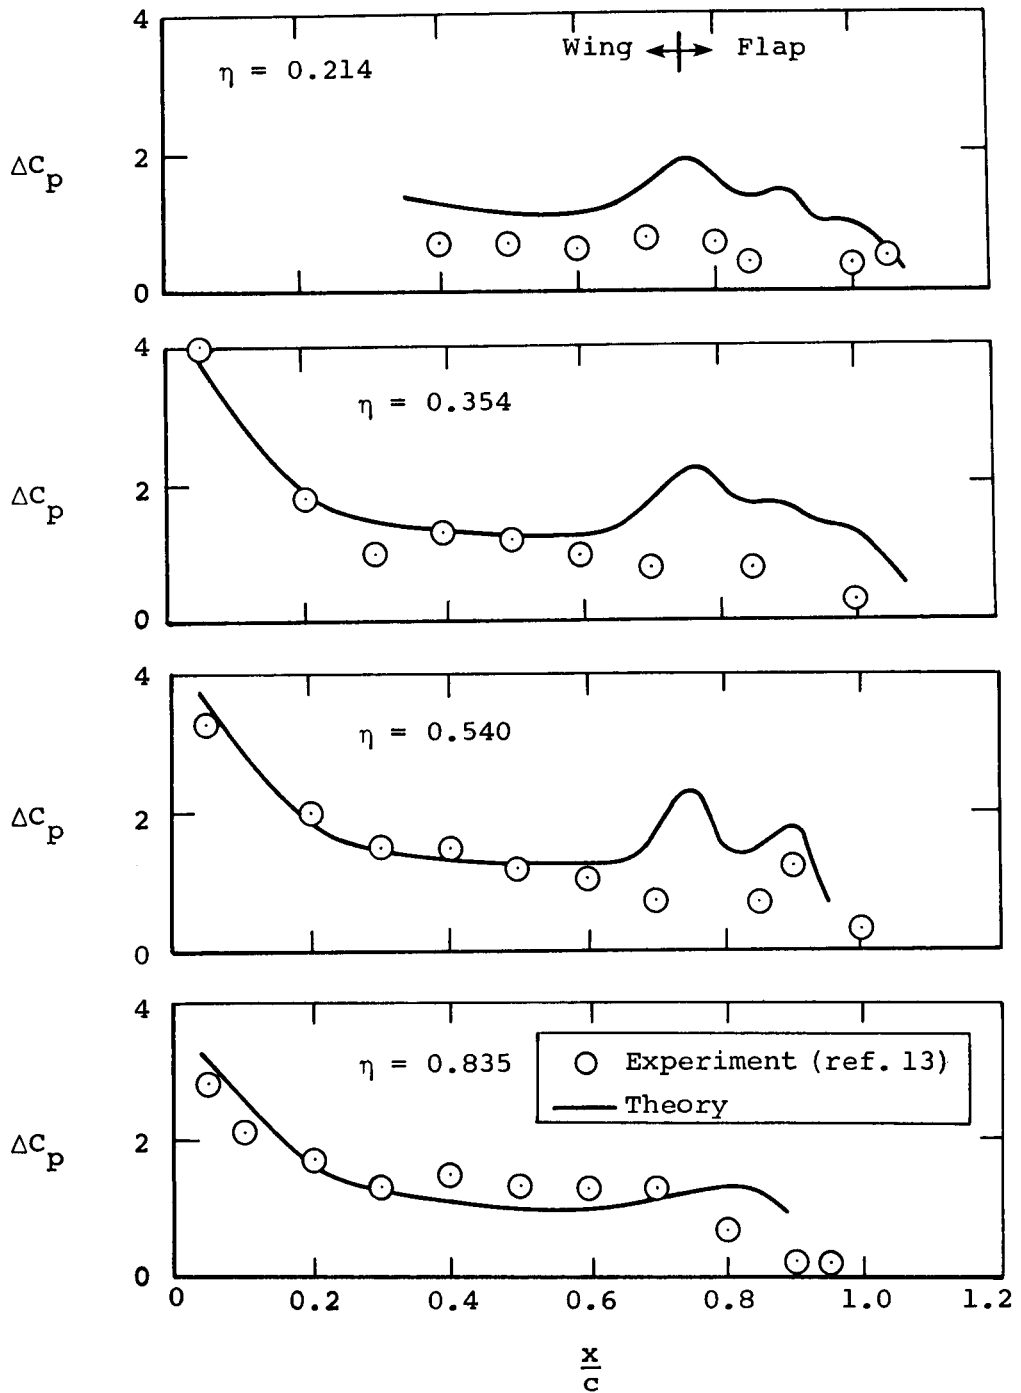 4
Wing
Flap
η = 0.214
ΔCp
2
0
4
η = 0.354
ΔCp
2
0
4
η = 0.540
ΔCp
2
0
4
η = 0.835
Experiment (ref. 13)
Theory
ΔCp
2
0
0 0.2 0.4 0.6 0.8 1.0 1.2
x
c